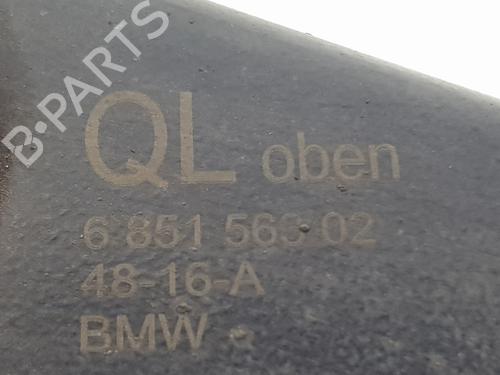 B-PARTS
QL oben
6 851 563 02
48-16-A
BMW